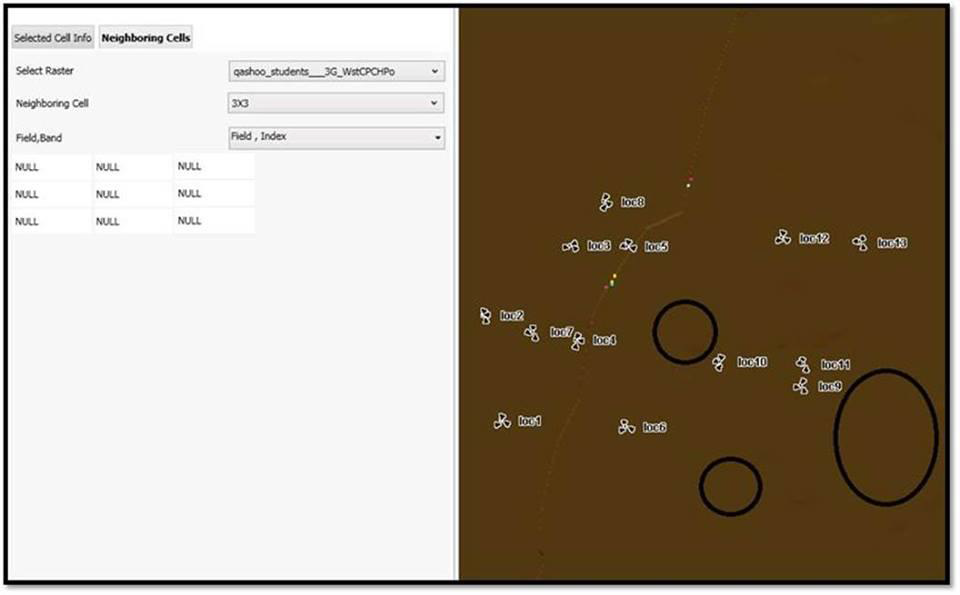 Selected Cell Info Neighboring Cells
Select Raster qashoo_students___3G_WstCPCHPo
Neighboring Cell 3X3
Field,Band Field , Index
NULL NULL NULL
NULL NULL NULL
NULL NULL NULL
loc8
loc3 loc5 loc12 loc13
loc2
loc7 loc4
loc10 loc11
loc9
loc1 loc6